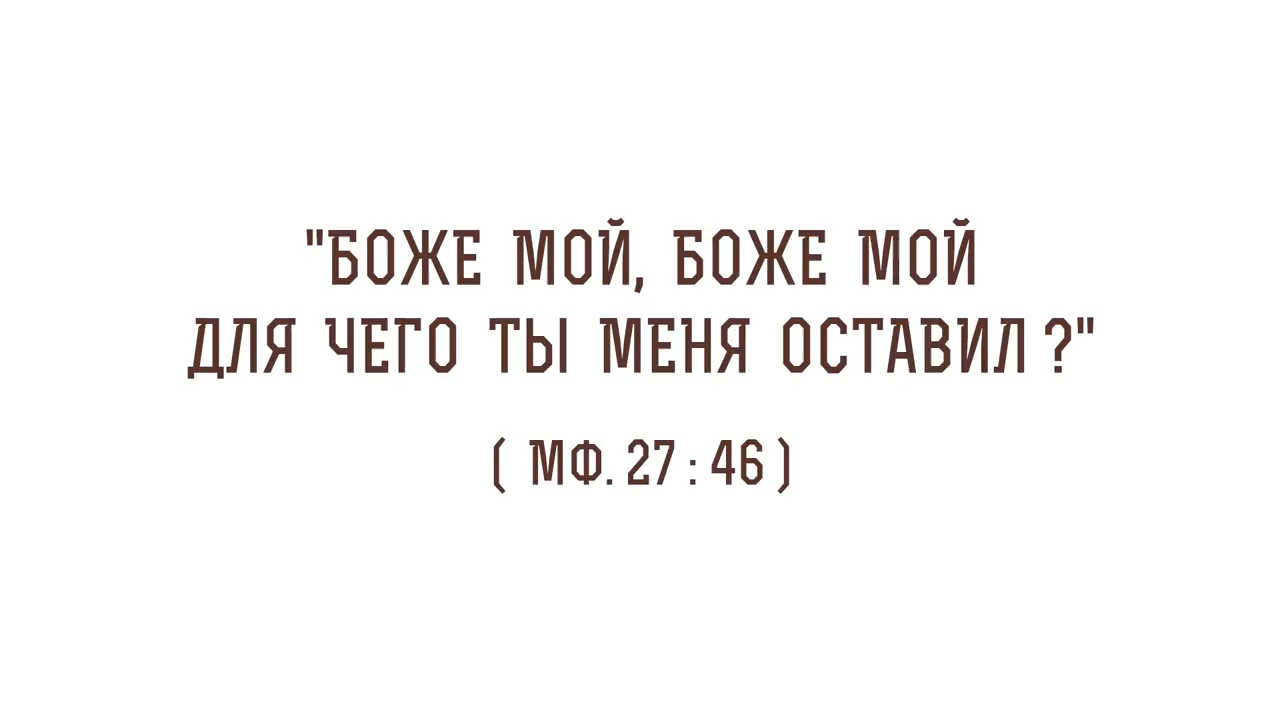 "БОЖЕ МОЙ, БОЖЕ МОЙ
ДЛЯ ЧЕГО ТЫ МЕНЯ ОСТАВИЛ?"
( МФ. 27 : 46 )